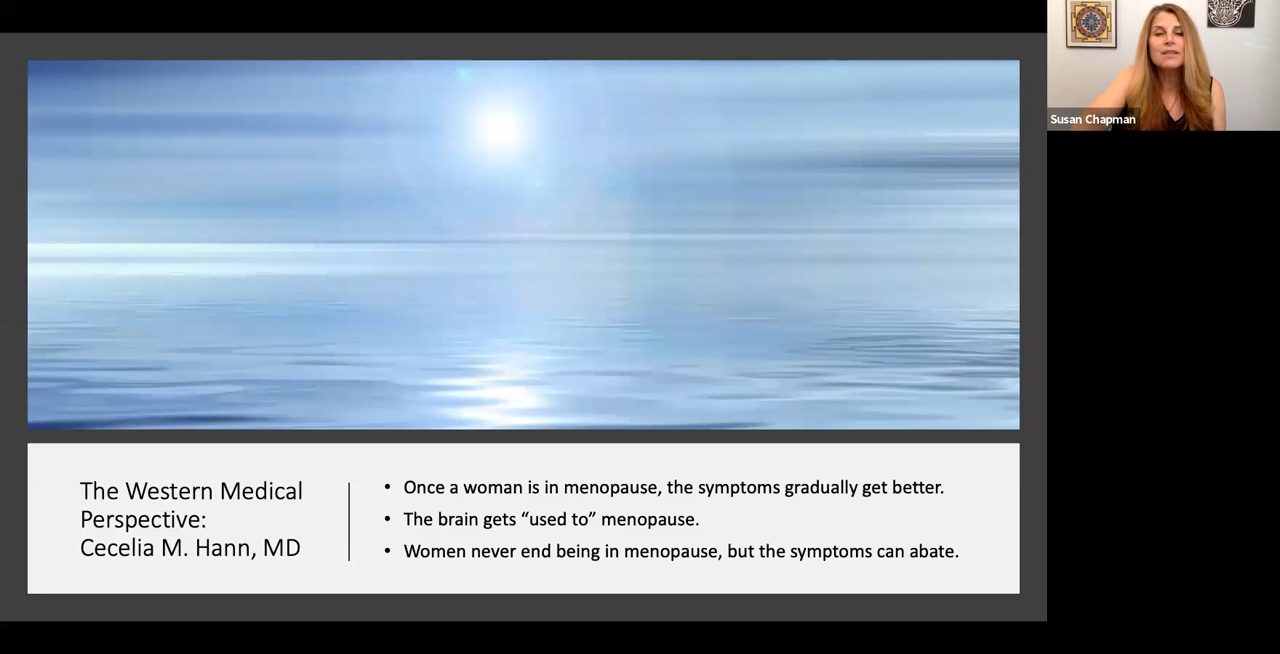 Susan Chapman
The Western Medical
Perspective:
Cecelia M. Hann, MD
• Once a woman is in menopause, the symptoms gradually get better.
• The brain gets “used to” menopause.
• Women never end being in menopause, but the symptoms can abate.